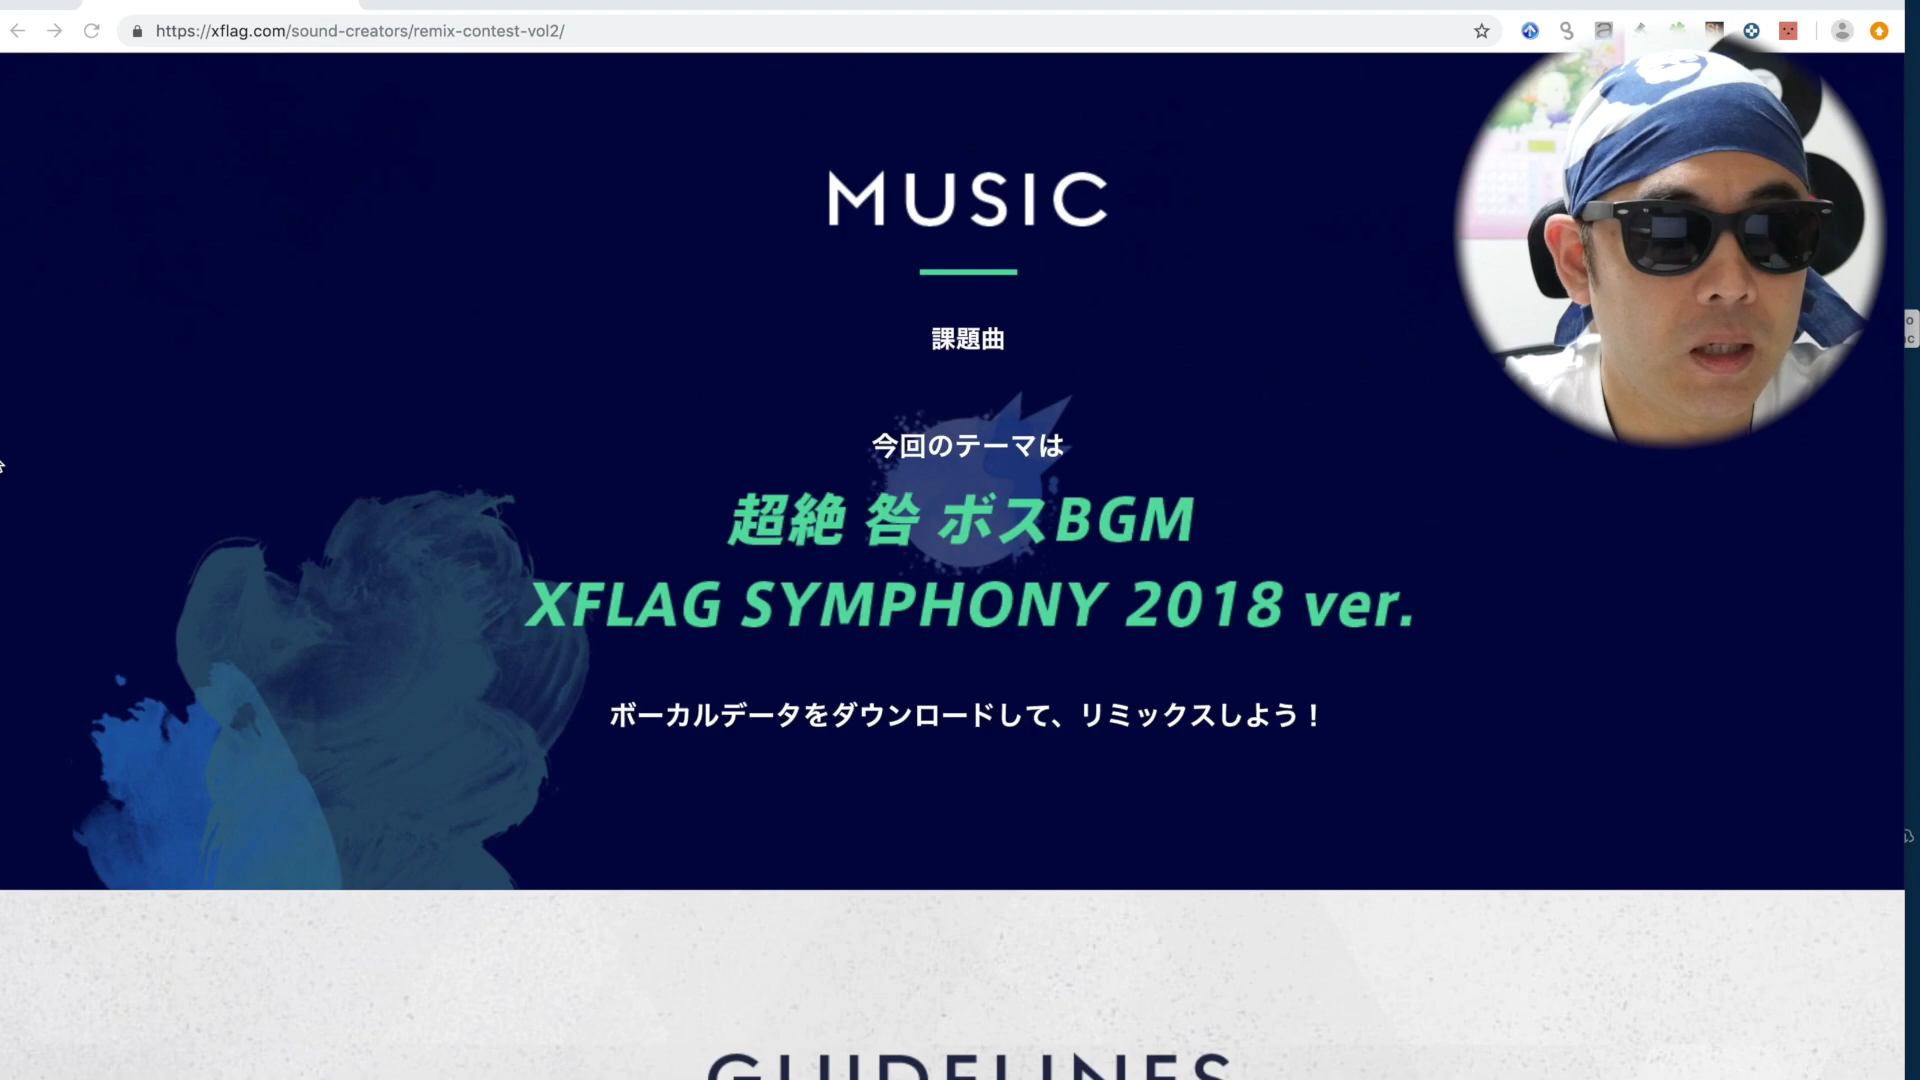 https://xflag.com/sound-creators/remix-contest-vol2/
MUSIC
課題曲
今回のテーマは
超絶 咎 ボスBGM
XFLAG SYMPHONY 2018 ver.
ボーカルデータをダウンロードして、リミックスしよう！
GUIDELINES